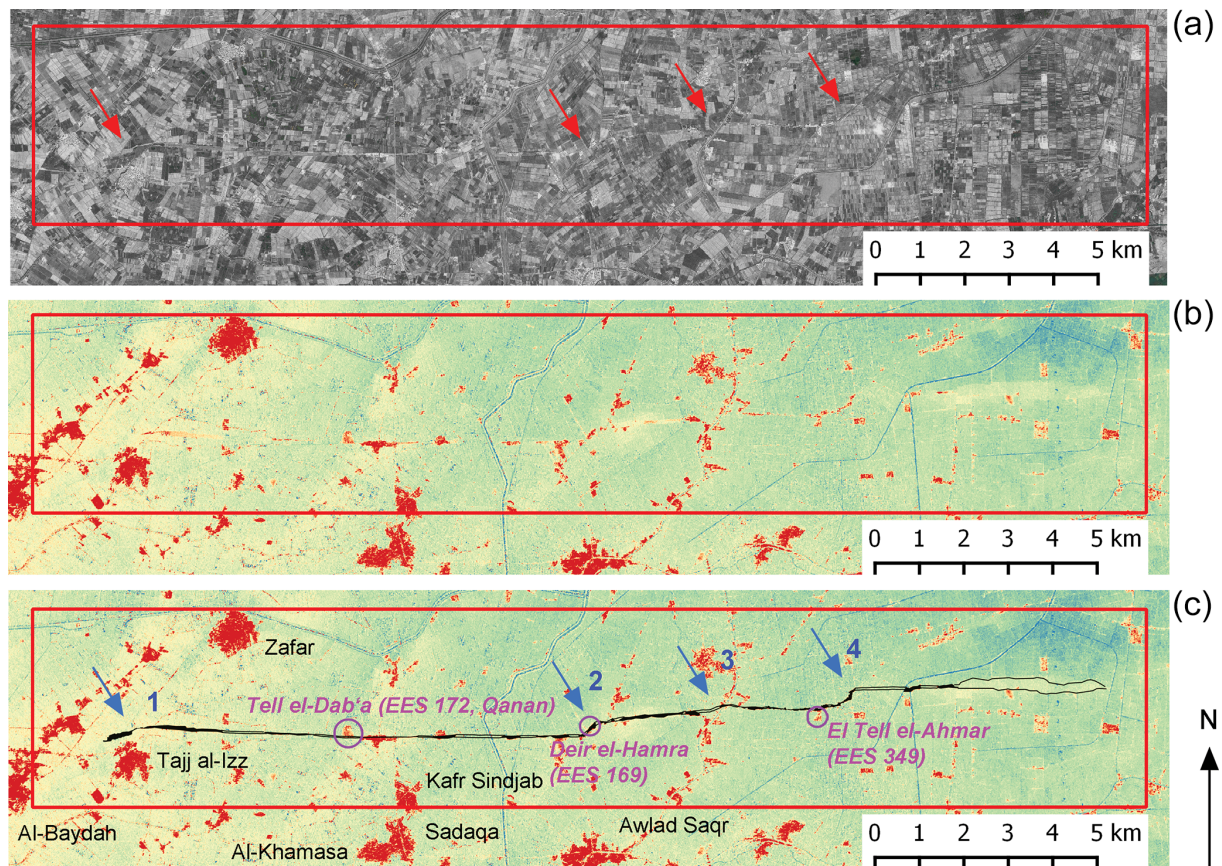 (a)
0 1 2 3 4 5 km
(b)
0 1 2 3 4 5 km
(c)
Zafar
4
3
2
1
Tell el-Dab‘a (EES 172, Qanan)
El Tell el-Ahmar
(EES 349)
Deir el-Hamra
(EES 169)
N
Tajj al-Izz
Kafr Sindjab
Al-Baydah
Sadaqa
Awlad Saqr
Al-Khamasa
0 1 2 3 4 5 km